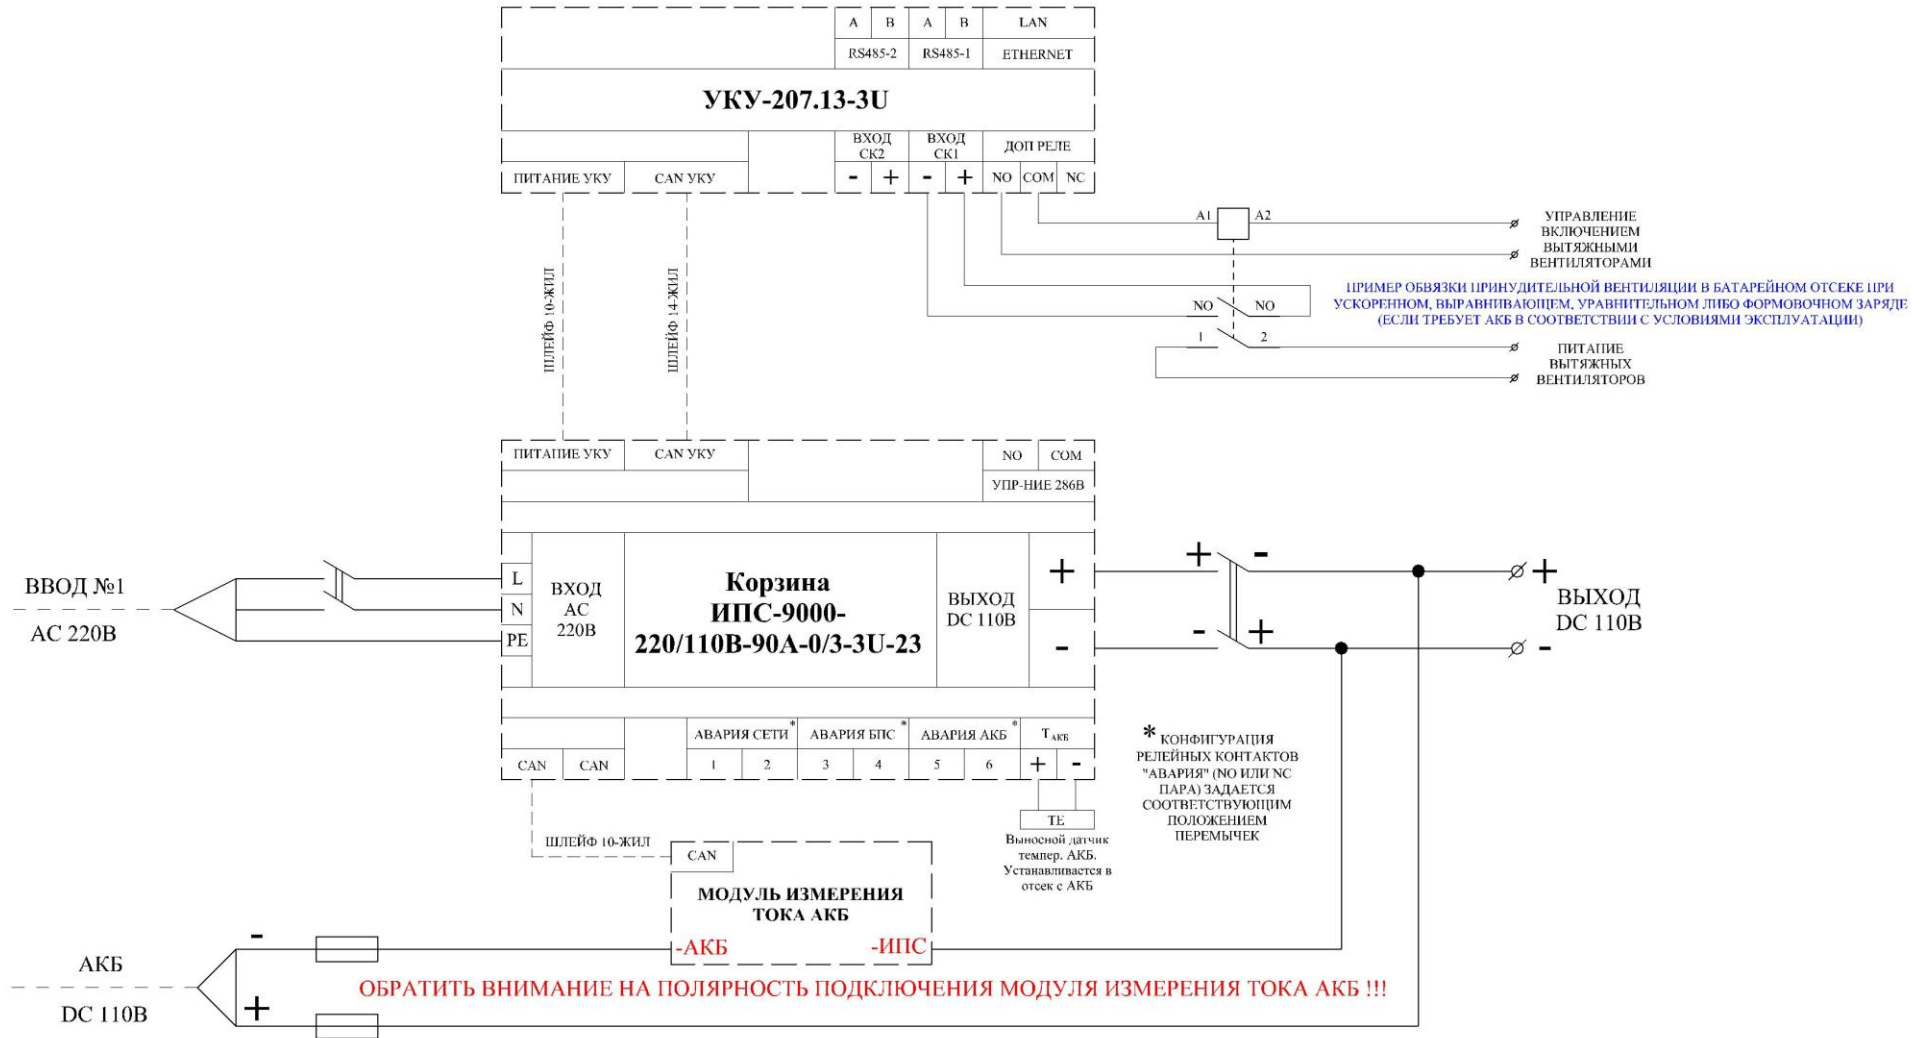 A B A B LAN
RS485-2 RS485-1 ETHERNET
УКУ-207.13-3U
ВХОД СК2 ВХОД СК1 ДОП РЕЛЕ
ПИТАНИЕ УКУ CAN УКУ - + - + NO COM NC
A1 A2
УПРАВЛЕНИЕ
ВКЛЮЧЕНИЕМ
ВЫТЯЖНЫМИ
ВЕНТИЛЯТОРАМИ
ШЛЕЙФ 10-ЖИЛ
ШЛЕЙФ 14-ЖИЛ
ПРИМЕР ОБВЯЗКИ ПРИНУДИТЕЛЬНОЙ ВЕНТИЛЯЦИИ В БАТАРЕЙНОМ ОТСЕКЕ ПРИ
УСКОРЕННОМ, ВЫРАВНИВАЮЩЕМ, УРАВНИТЕЛЬНОМ ЛИБО ФОРМОВОЧНОМ ЗАРЯДЕ
(ЕСЛИ ТРЕБУЕТ АКБ В СООТВЕТСТВИИ С УСЛОВИЯМИ ЭКСПЛУАТАЦИИ)
NO NO
1 2
ПИТАНИЕ
ВЫТЯЖНЫХ
ВЕНТИЛЯТОРОВ
ПИТАНИЕ УКУ CAN УКУ NO COM
УПР-НИЕ 286В
ВВОД №1
АС 220В
L
N
PE
ВХОД
АС
220В
Корзина
ИПС-9000-
220/110В-90А-0/3-3U-23
ВЫХОД
DC 110В
+
-
+ -
- +
+
-
ВЫХОД
DC 110В
АВАРИЯ СЕТИ* АВАРИЯ БПС* АВАРИЯ АКБ* ТАКБ
CAN CAN 1 2 3 4 5 6 + -
* КОНФИГУРАЦИЯ
РЕЛЕЙНЫХ КОНТАКТОВ
"АВАРИЯ" (NO ИЛИ NC
ПАРА) ЗАДАЕТСЯ
СООТВЕТСТВУЮЩИМ
ПОЛОЖЕНИЕМ
ПЕРЕМЫЧЕК
TE
Выносной датчик
темпер. АКБ.
Устанавливается в
отсек с АКБ
ШЛЕЙФ 10-ЖИЛ
CAN
МОДУЛЬ ИЗМЕРЕНИЯ
ТОКА АКБ
-АКБ -ИПС
АКБ
DC 110В
-
+
ОБРАТИТЬ ВНИМАНИЕ НА ПОЛЯРНОСТЬ ПОДКЛЮЧЕНИЯ МОДУЛЯ ИЗМЕРЕНИЯ ТОКА АКБ !!!